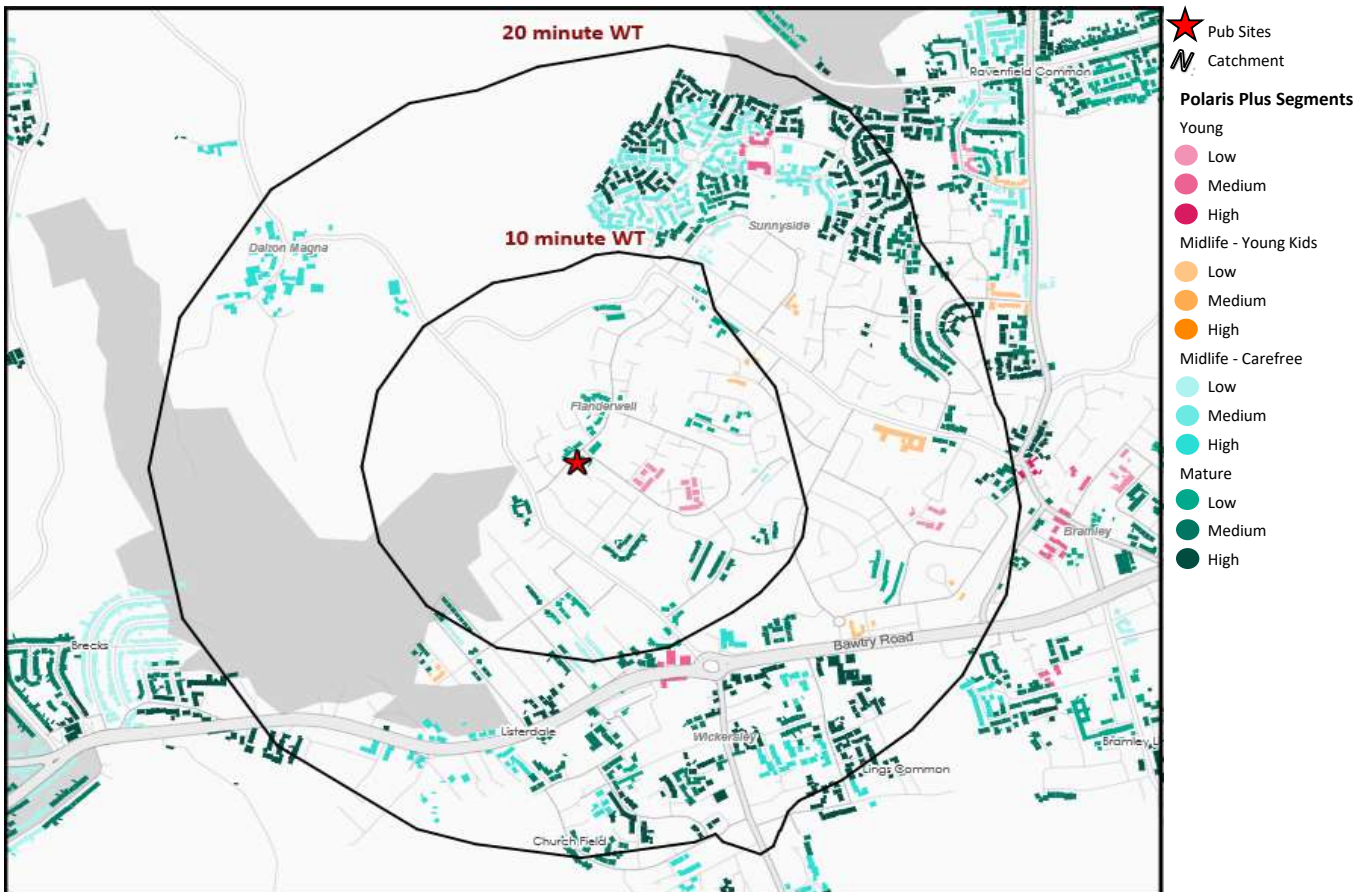 20 minute WT
Ravenfield Common
Dalton Magna
10 minute WT
Sunnyside
Flanderwell
Bramley
Brecks
Bawtry Road
Listerdale
Wickersley
Bramley L
Lings Common
Church Field
Pub Sites
Catchment
Polaris Plus Segments
Young
Low
Medium
High
Midlife - Young Kids
Low
Medium
High
Midlife - Carefree
Low
Medium
High
Mature
Low
Medium
High